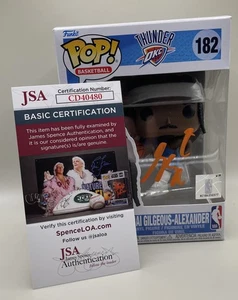 Funko
POP!
BASKETBALL
THUNDER
OKC
182
JSA
CD40480
BASIC CERTIFICATION
This item has been fully examined by
James Spence Authentication, and it
is our considered opinion that the
signature(s) is/are genuine.
Verify this certification by visiting
SpenceLOA.com
Follow us @jsaloa
JSA
James Spence
Authentication
AI GILGEOUS-ALEXANDER